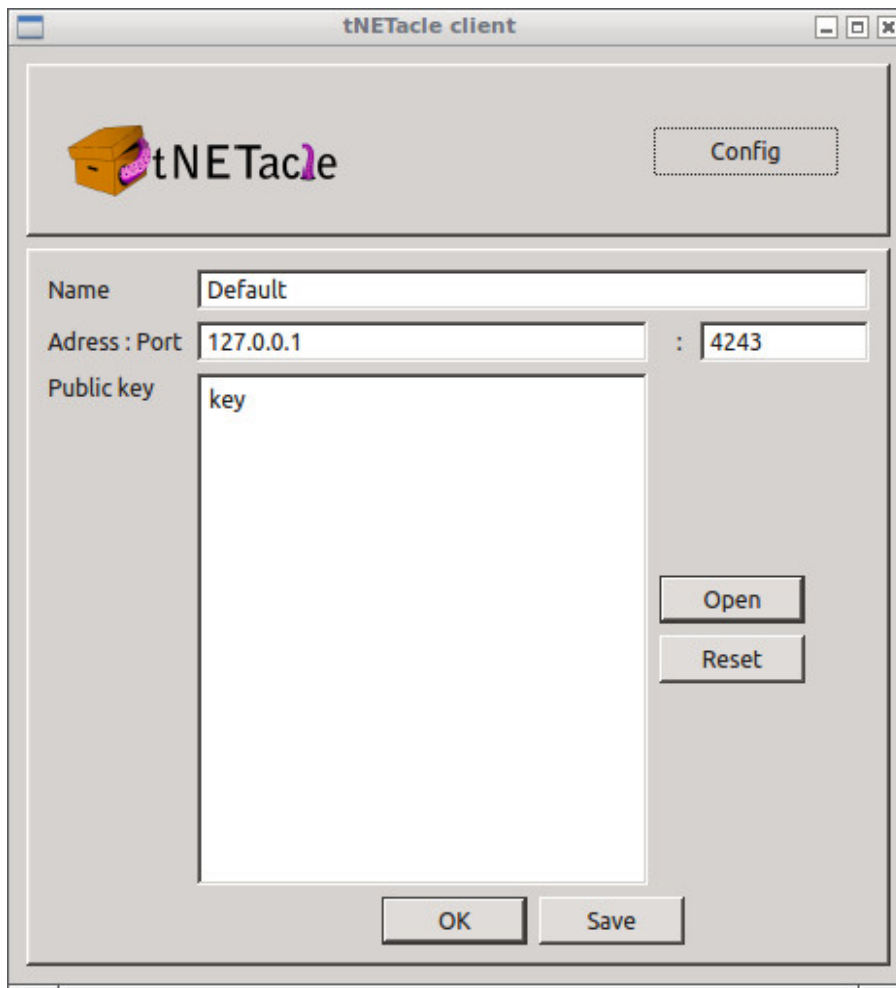 tNETacle client
tNETacle
Config
Name Default
Adress : Port 127.0.0.1 : 4243
Public key key
Open
Reset
OK Save